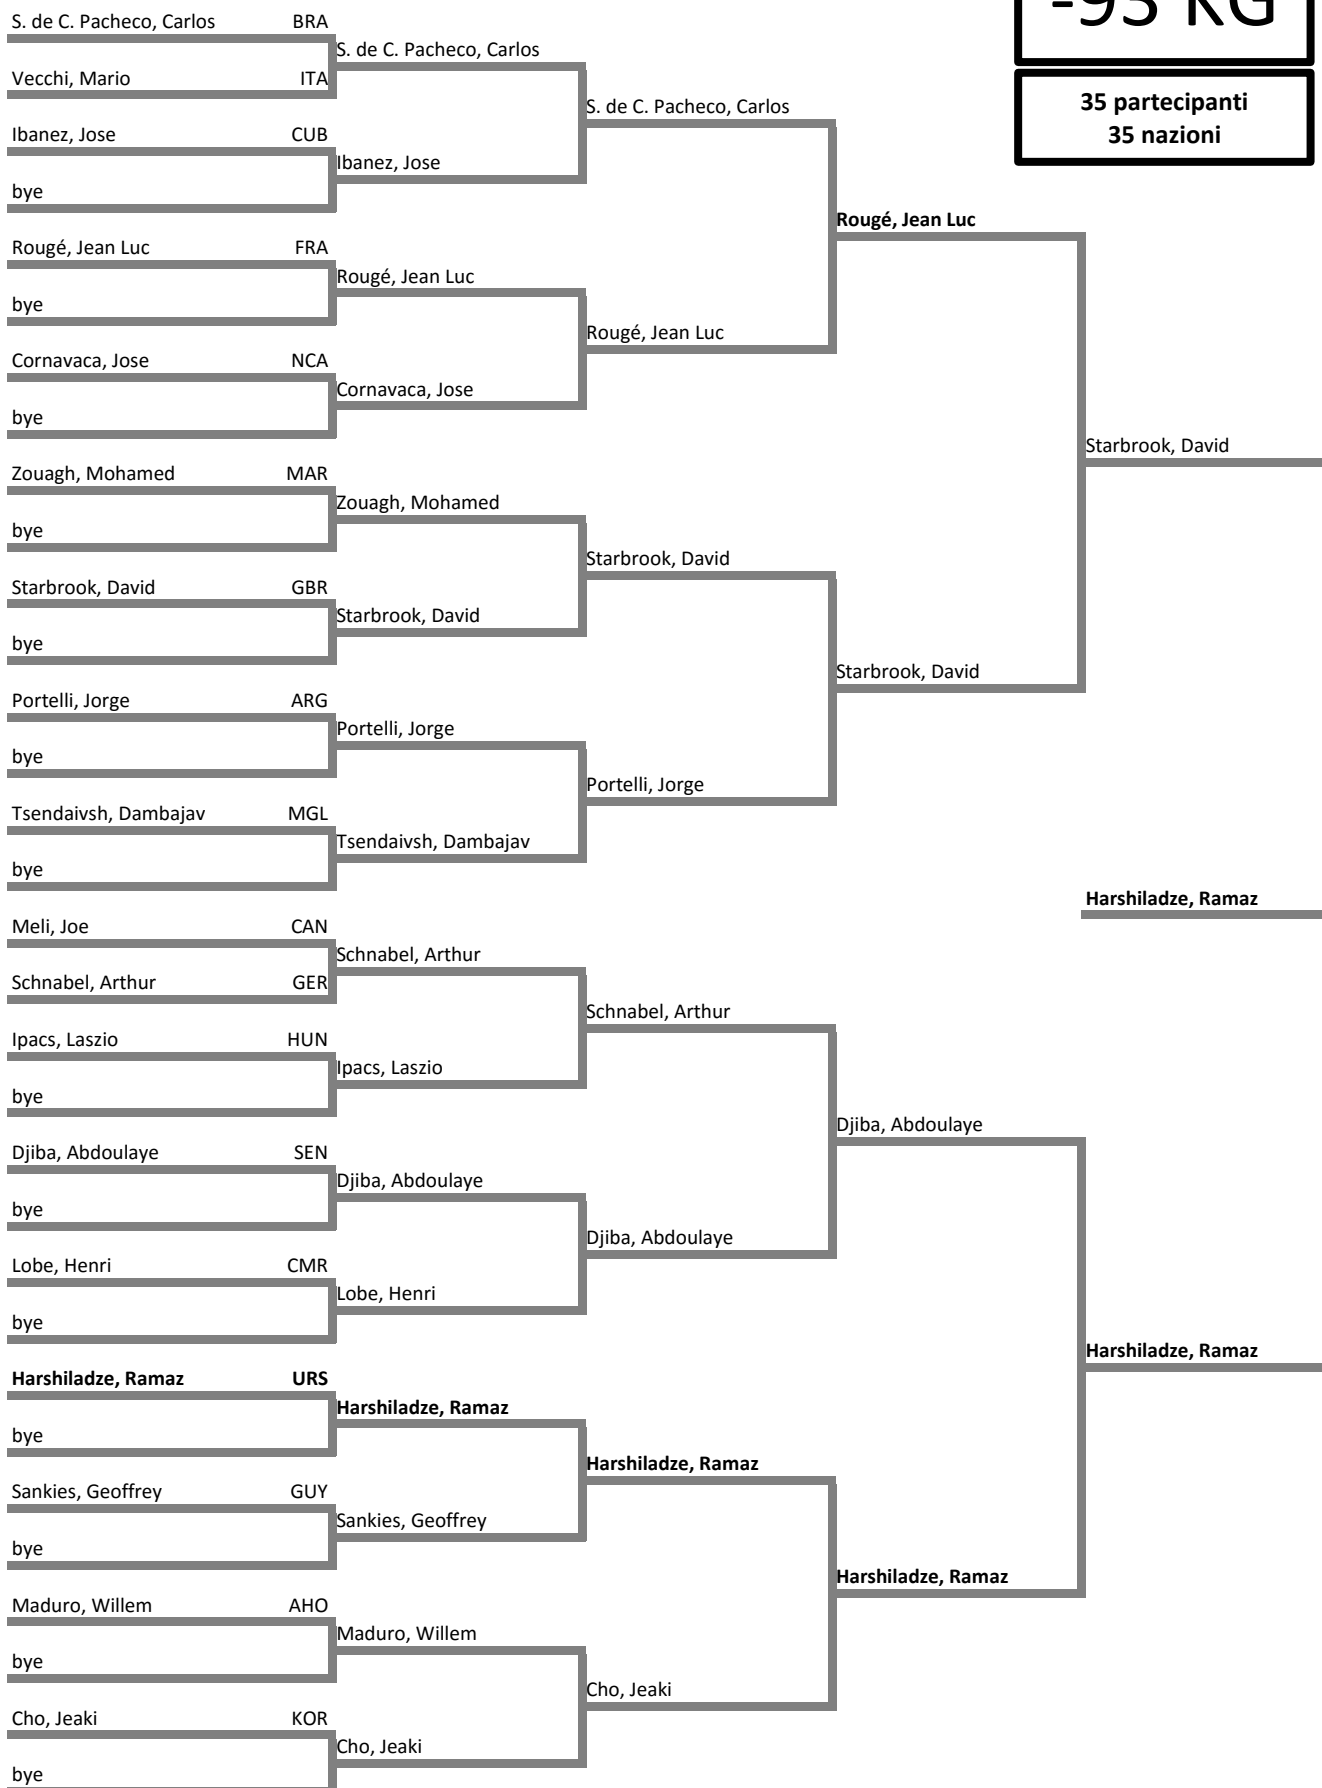 -93 KG
35 partecipanti
35 nazioni
S. de C. Pacheco, Carlos BRA
Vecchi, Mario ITA
Ibanez, Jose CUB
bye
Rougé, Jean Luc FRA
bye
Cornavaca, Jose NCA
bye
Zouagh, Mohamed MAR
bye
Starbrook, David GBR
bye
Portelli, Jorge ARG
bye
Tsendaivsh, Dambajav MGL
bye
Meli, Joe CAN
Schnabel, Arthur GER
Ipacs, Laszio HUN
bye
Djiba, Abdoulaye SEN
bye
Lobe, Henri CMR
bye
Harshiladze, Ramaz URS
bye
Sankies, Geoffrey GUY
bye
Maduro, Willem AHO
bye
Cho, Jeaki KOR
bye
S. de C. Pacheco, Carlos
Ibanez, Jose
Rougé, Jean Luc
Cornavaca, Jose
Zouagh, Mohamed
Starbrook, David
Portelli, Jorge
Tsendaivsh, Dambajav
Schnabel, Arthur
Ipacs, Laszio
Djiba, Abdoulaye
Lobe, Henri
Harshiladze, Ramaz
Sankies, Geoffrey
Maduro, Willem
Cho, Jeaki
S. de C. Pacheco, Carlos
Rougé, Jean Luc
Starbrook, David
Portelli, Jorge
Schnabel, Arthur
Djiba, Abdoulaye
Harshiladze, Ramaz
Cho, Jeaki
Rougé, Jean Luc
Starbrook, David
Djiba, Abdoulaye
Harshiladze, Ramaz
Starbrook, David
Harshiladze, Ramaz
Harshiladze, Ramaz